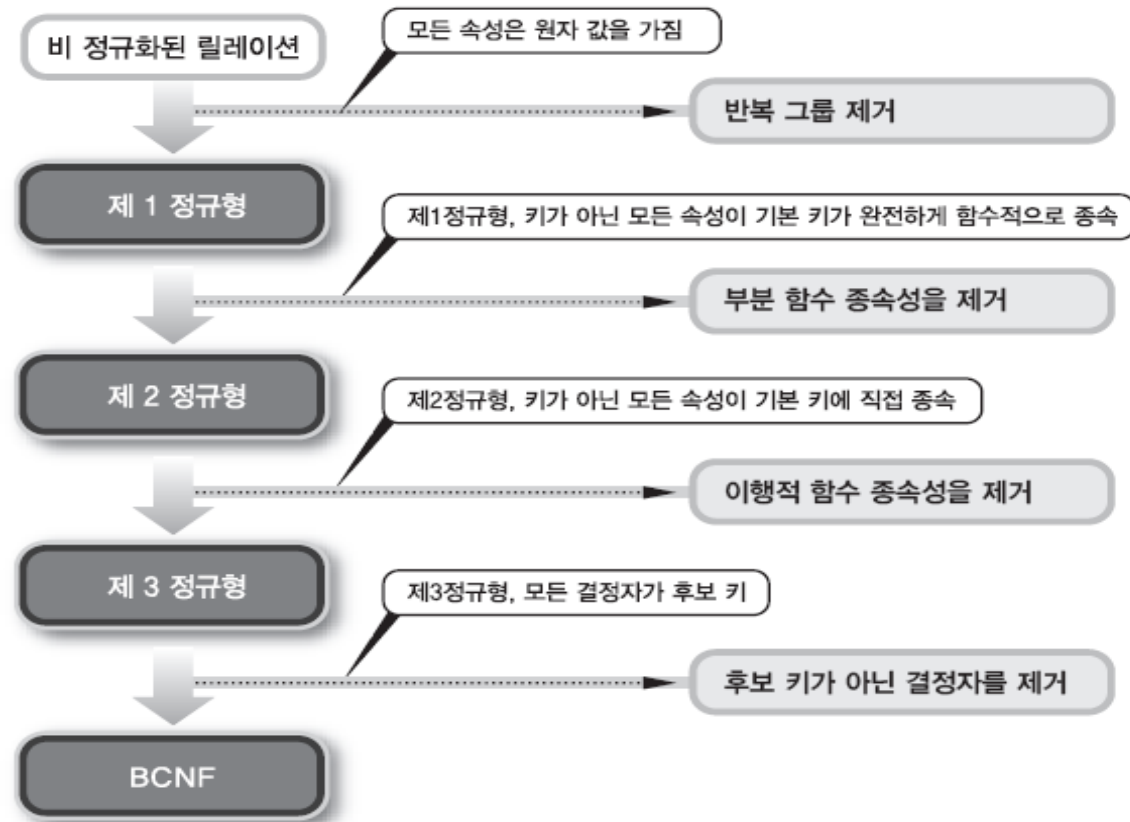 비 정규화된 릴레이션
모든 속성은 원자 값을 가짐
반복 그룹 제거
제 1 정규형
제1정규형, 키가 아닌 모든 속성이 기본 키가 완전하게 함수적으로 종속
부분 함수 종속성을 제거
제 2 정규형
제2정규형, 키가 아닌 모든 속성이 기본 키에 직접 종속
이행적 함수 종속성을 제거
제 3 정규형
제3정규형, 모든 결정자가 후보 키
후보 키가 아닌 결정자를 제거
BCNF